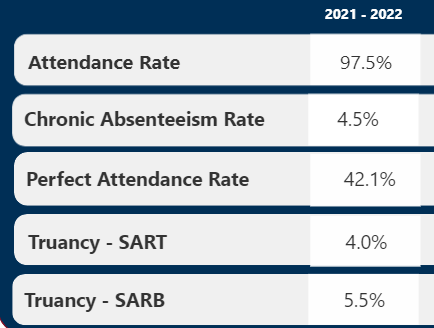 2021 - 2022
Attendance Rate 97.5%
Chronic Absenteeism Rate 4.5%
Perfect Attendance Rate 42.1%
Truancy - SART 4.0%
Truancy - SARB 5.5%